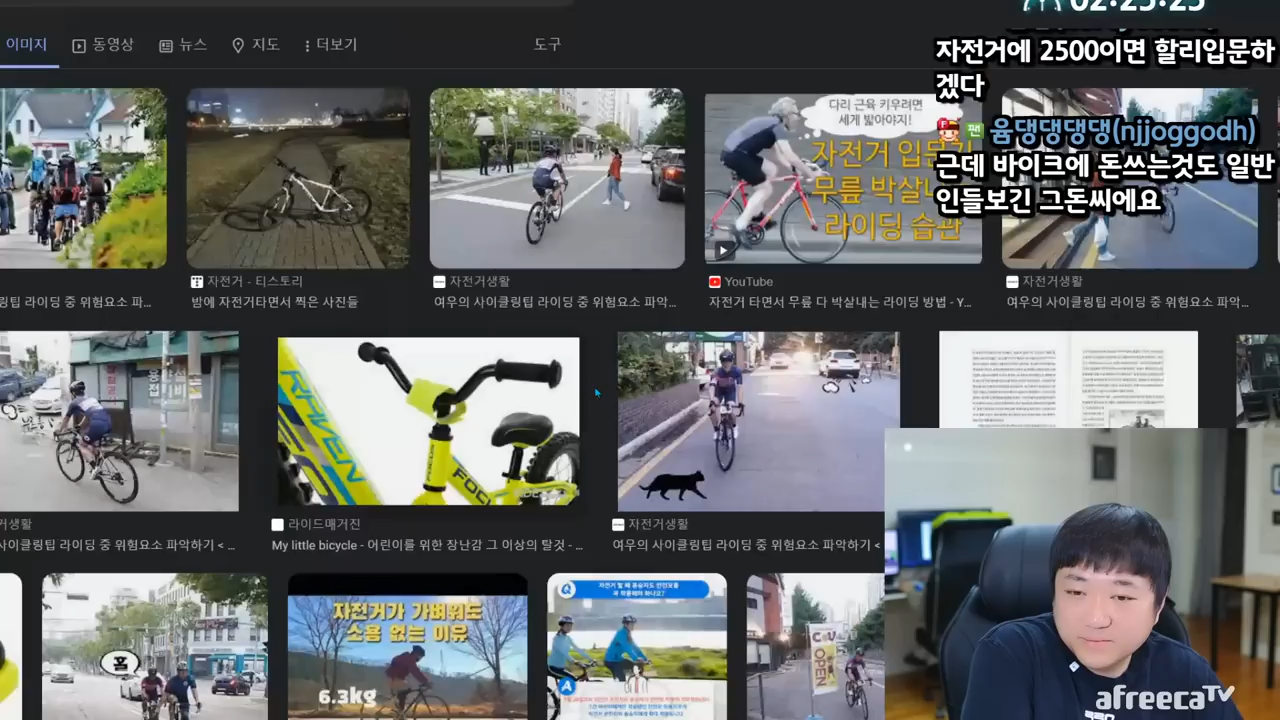 02:25:25
이미지
동영상
뉴스
지도
더보기
도구
자전거에 2500이면 할리입문하
겠다
팬 윰댕댕댕댕(njjoggodh)
근데 바이크에 돈쓰는것도 일반
인들보긴 그돈씨에요
다리 근육 키우려면
세게 밟아야지!
자전거 입문
무릎 박살내
라이딩 습관
자전거 - 티스토리
자전거생활
YouTube
자전거생활
라이딩 중 위험요소 파...
밤에 자전거타면서 찍은 사진들
여우의 사이클링팁 라이딩 중 위험요소 파악...
자전거 타면서 무릎 다 박살내는 라이딩 방법 - Y...
여우의 사이클링팁 라이딩 중 위험요소 파악...
FOCUS
라이드매거진
자전거생활
사이클링팁 라이딩 중 위험요소 파악하기 < ...
My little bicycle - 어린이를 위한 장난감 그 이상의 탈것 - ...
여우의 사이클링팁 라이딩 중 위험요소 파악하기 <
흠
자전거가 가벼워도
소용 없는 이유
6.3kg
Q
A
OPEN
afreecaTV